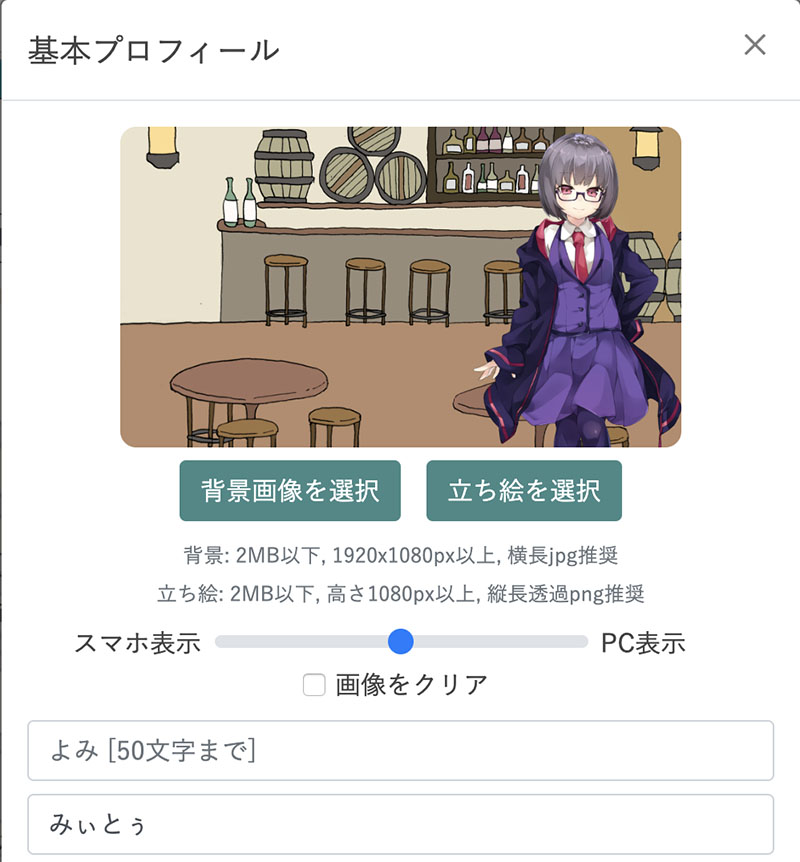 基本プロフィール
背景画像を選択
立ち絵を選択
背景: 2MB以下, 1920x1080px以上, 横長jpg推奨
立ち絵: 2MB以下, 高さ1080px以上, 縦長透過png推奨
スマホ表示
PC表示
画像をクリア
よみ [50文字まで]
みぃとぅ